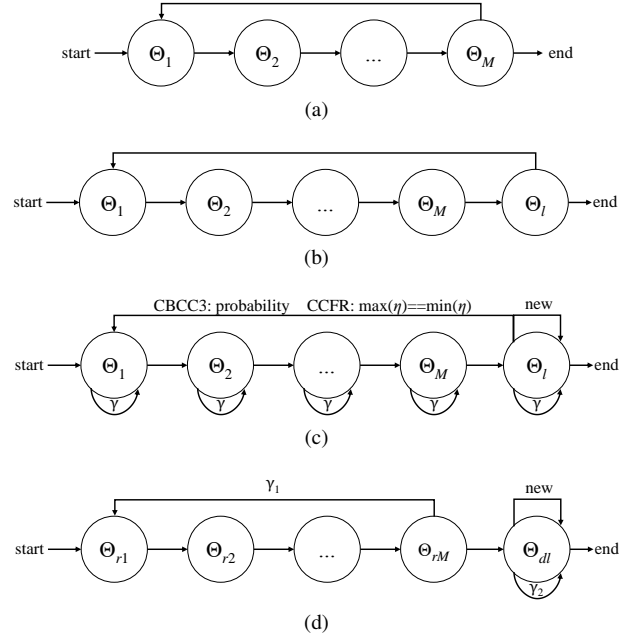 start Θ1 Θ2 ... ΘM end
(a)
start Θ1 Θ2 ... ΘM Θl end
(b)
CBCC3: probability CCFR: max(η)==min(η) new
start Θ1 Θ2 ... ΘM Θl end
γ γ γ γ γ
(c)
γ1 new
start Θr1 Θr2 ... ΘrM Θdl end
γ2
(d)